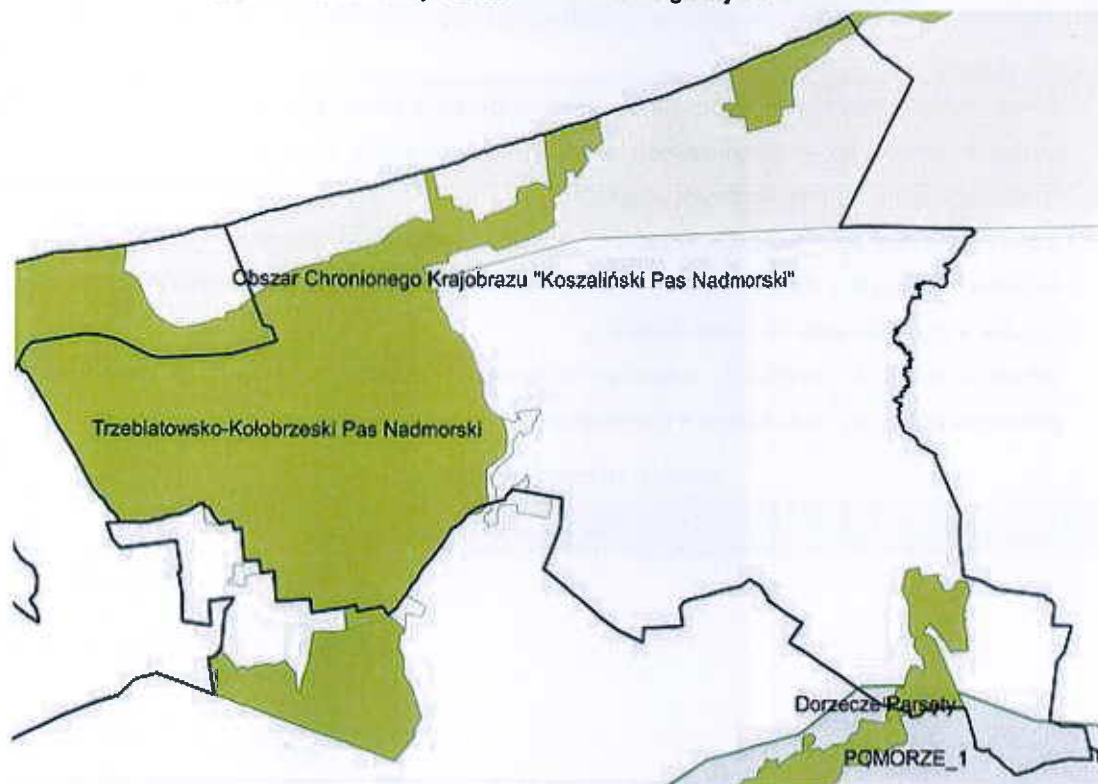 Obszar Chronionego Krajobrazu "Koszaliński Pas Nadmorski"
Trzebiatowsko-Kołobrzeski Pas Nadmorski
Dorzecze Parsęty
POMORZE_1